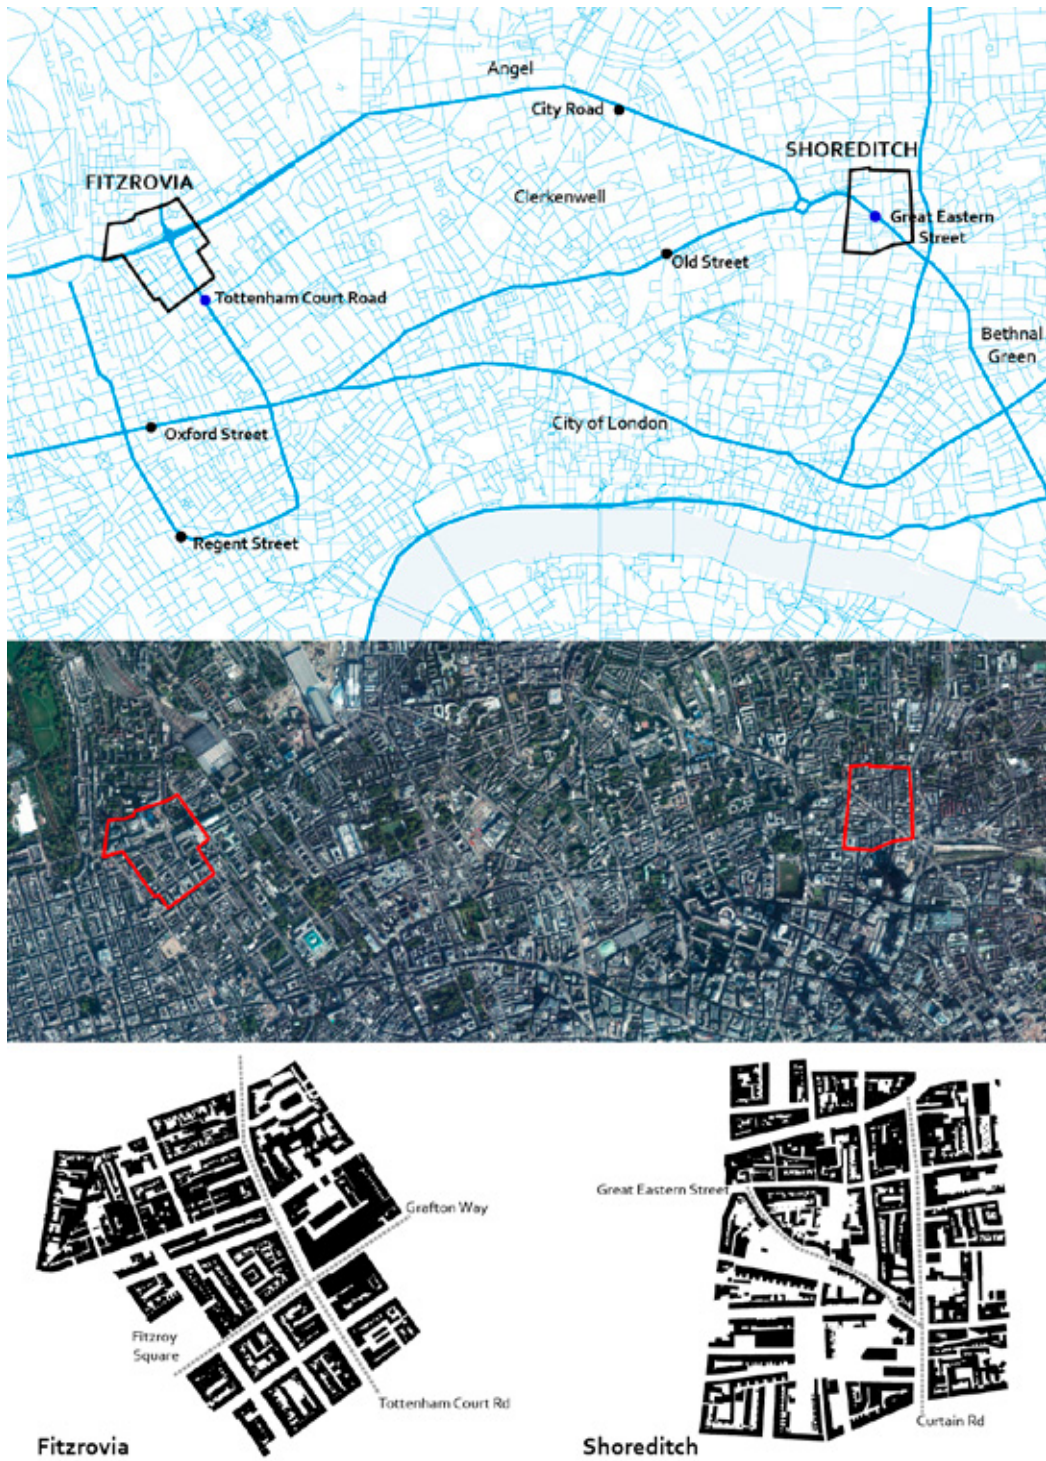 Angel
City Road
SHOREDITCH
FITZROVIA
Clerkenwell
Great Eastern
Street
Old Street
Tottenham Court Road
Bethnal
Green
Oxford Street
City of London
Regent Street
Grafton Way
Great Eastern Street
Fitzroy
Square
Tottenham Court Rd
Curtain Rd
Fitzrovia
Shoreditch